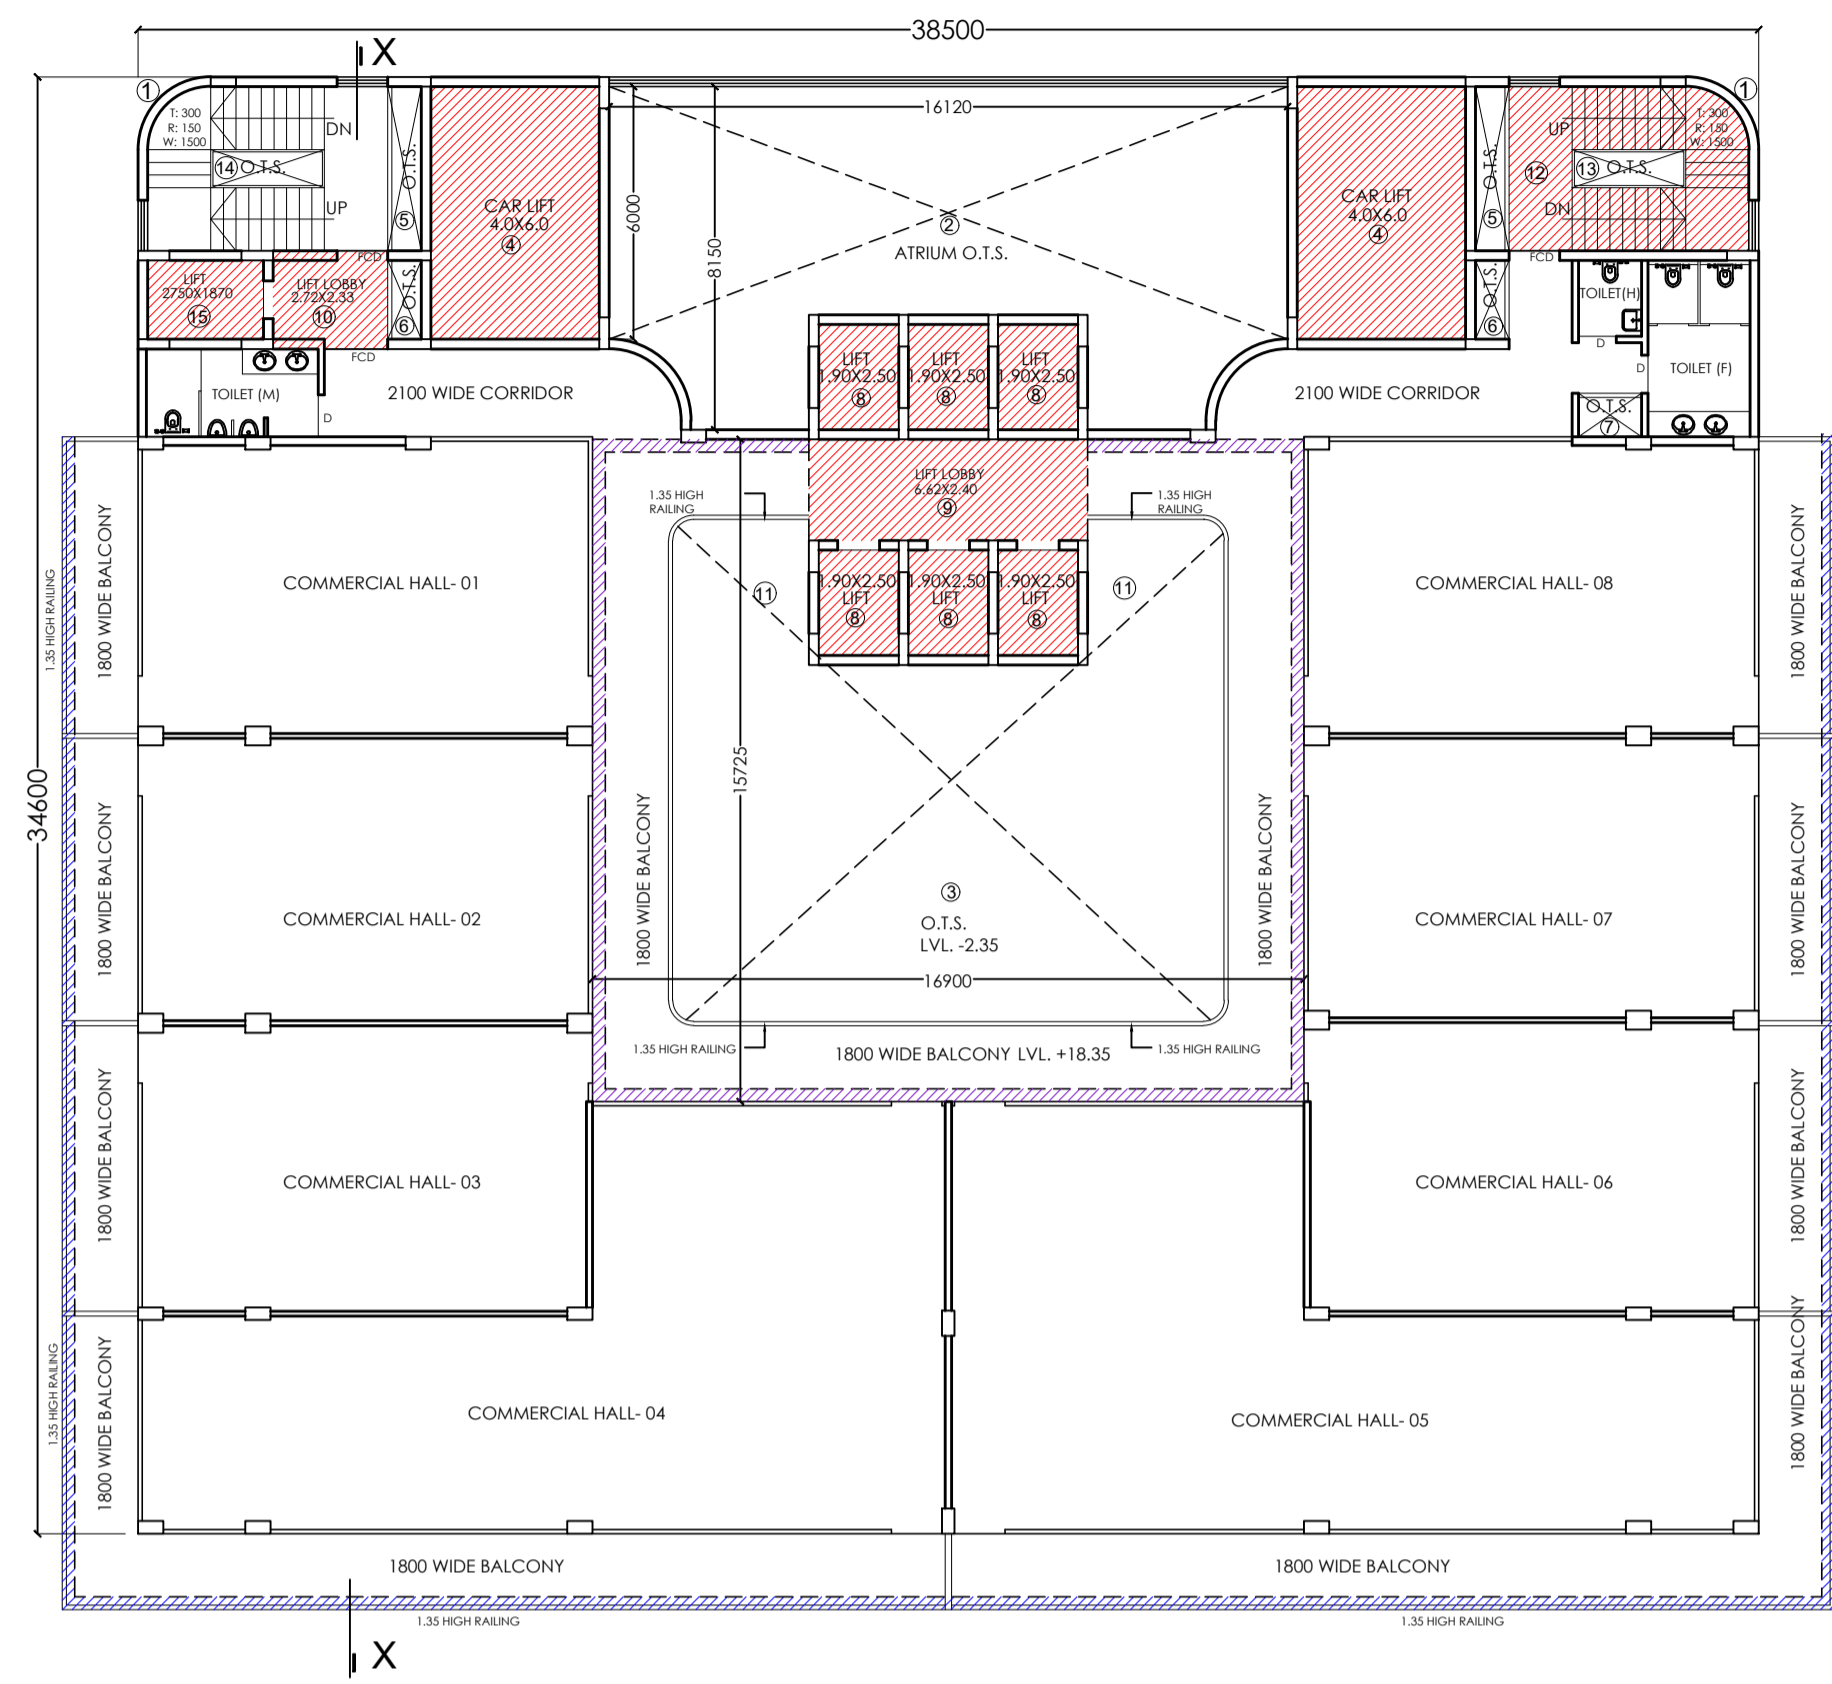 38500
X
34600
1
T: 300
R: 150
W: 1500
DN
14 O.T.S.
UP
O.T.S.
5
CAR LIFT
4.0X6.0
4
16120
6000
8150
2
ATRIUM O.T.S.
CAR LIFT
4.0X6.0
4
O.T.S.
5
UP
12
DN
13 O.T.S.
T: 300
R: 150
W: 1500
1
FCD
LIFT
2750X1870
15
LIFT LOBBY
2.72X2.33
10
O.T.S.
6
FCD
FCD
O.T.S.
6
TOILET(H)
D
D
TOILET (F)
O.T.S.
7
TOILET (M)
D
2100 WIDE CORRIDOR
LIFT
1.90X2.50
8
LIFT
1.90X2.50
8
LIFT
1.90X2.50
8
2100 WIDE CORRIDOR
LIFT LOBBY
6.62X2.40
9
1.35 HIGH
RAILING
1.35 HIGH
RAILING
1.90X2.50
LIFT
8
1.90X2.50
LIFT
8
1.90X2.50
LIFT
8
11
11
1.35 HIGH RAILING
1800 WIDE BALCONY
COMMERCIAL HALL- 01
COMMERCIAL HALL- 08
1800 WIDE BALCONY
15725
1800 WIDE BALCONY
COMMERCIAL HALL- 02
1800 WIDE BALCONY
3
O.T.S.
LVL. -2.35
16900
1800 WIDE BALCONY
COMMERCIAL HALL- 07
1800 WIDE BALCONY
1.35 HIGH RAILING
1800 WIDE BALCONY LVL. +18.35
1.35 HIGH RAILING
1800 WIDE BALCONY
COMMERCIAL HALL- 03
COMMERCIAL HALL- 06
1800 WIDE BALCONY
1.35 HIGH RAILING
1800 WIDE BALCONY
COMMERCIAL HALL- 04
COMMERCIAL HALL- 05
1800 WIDE BALCONY
1800 WIDE BALCONY
1800 WIDE BALCONY
1.35 HIGH RAILING
1.35 HIGH RAILING
X